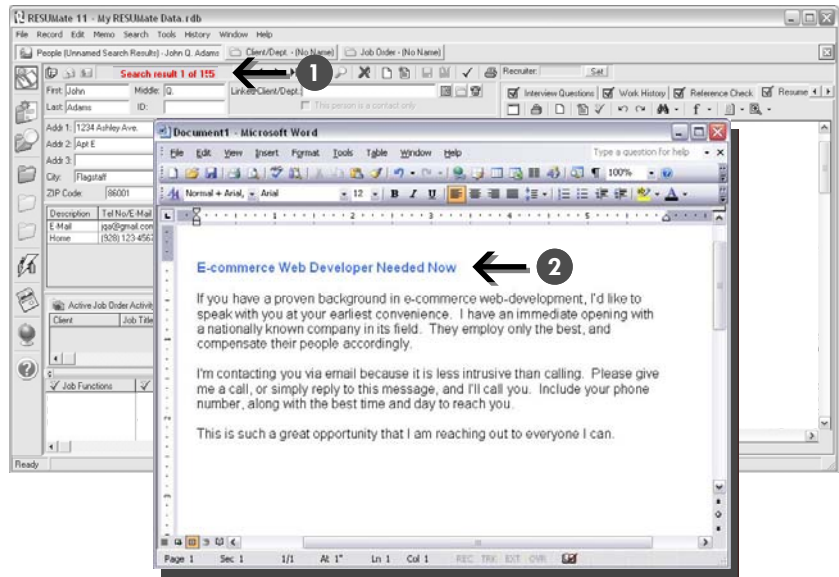 RESUMate 11 - My RESUMate Data.rdb
File Record Edit Memo Search Tools History Window Help
People (Unnamed Search Results) - John Q. Adams Client/Dept. - (No Name) Job Order - (No Name)
Search result 1 of 155 1 Recruiter: Set
First: John Middle: Q. Linked Client/Dept.: Interview Questions Work History Reference Check Resume
Last: Adams ID: This person is a contact only
Add 1: 1234 Ashley Ave.
Add 2: Apt E
Add 3:
City: Flagstaff
ZIP Code: 86001
Description Tel No/E-Mail
E-Mail jqa@gmail.com
Home (928) 123-4567
Active Job Order Activity
Client Job Title
Job Functions
Ready
Document1 - Microsoft Word
File Edit View Insert Format Tools Table Window Help Type a question for help
100%
Normal + Arial, Arial 12 B I U
E-commerce Web Developer Needed Now 2
If you have a proven background in e-commerce web-development, I'd like to
speak with you at your earliest convenience. I have an immediate opening with
a nationally known company in its field. They employ only the best, and
compensate their people accordingly.
I'm contacting you via email because it is less intrusive than calling. Please give
me a call, or simply reply to this message, and I'll call you. Include your phone
number, along with the best time and day to reach you.
This is such a great opportunity that I am reaching out to everyone I can.
Page 1 Sec 1 1/1 At 1" Ln 1 Col 1 REC TRK EXT OVR